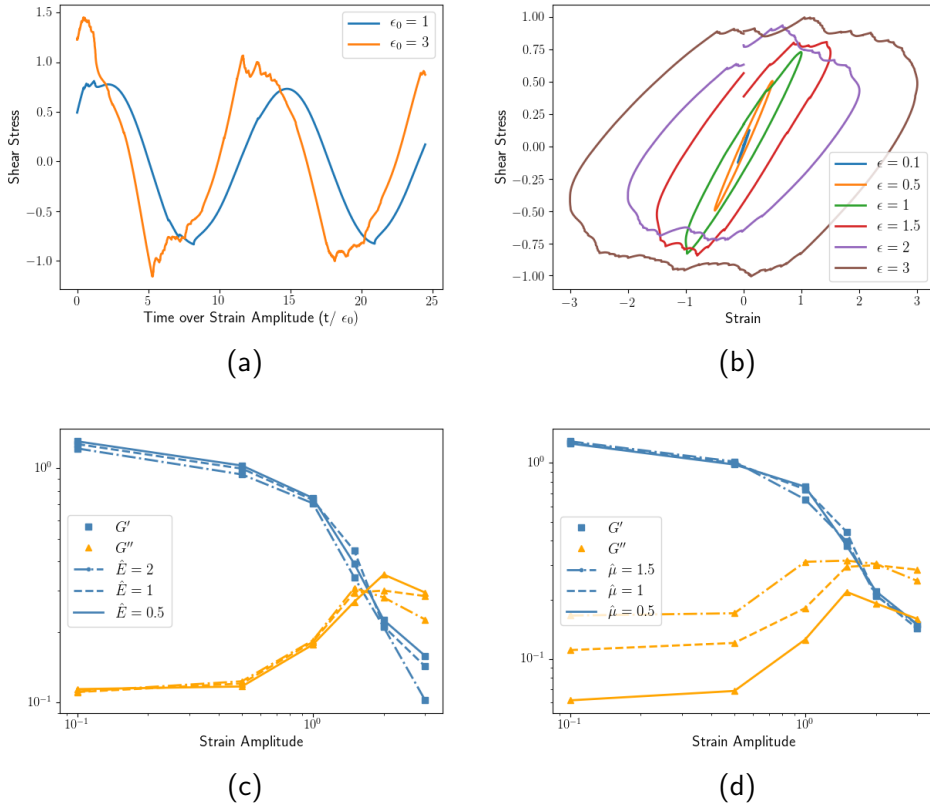 1.5
1.0
0.5
0.0
−0.5
−1.0
Shear Stress
0 5 10 15 20 25
Time over Strain Amplitude (t/ ϵ₀)
ϵ₀ = 1
ϵ₀ = 3
(a)
1.00
0.75
0.50
0.25
0.00
−0.25
−0.50
−0.75
−1.00
Shear Stress
−3 −2 −1 0 1 2 3
Strain
ϵ = 0.1
ϵ = 0.5
ϵ = 1
ϵ = 1.5
ϵ = 2
ϵ = 3
(b)
10⁰
10⁻¹
G′
G′′
Ê = 2
Ê = 1
Ê = 0.5
10⁻¹ 10⁰
Strain Amplitude
(c)
10⁰
10⁻¹
G′
G′′
μ̂ = 1.5
μ̂ = 1
μ̂ = 0.5
10⁻¹ 10⁰
Strain Amplitude
(d)